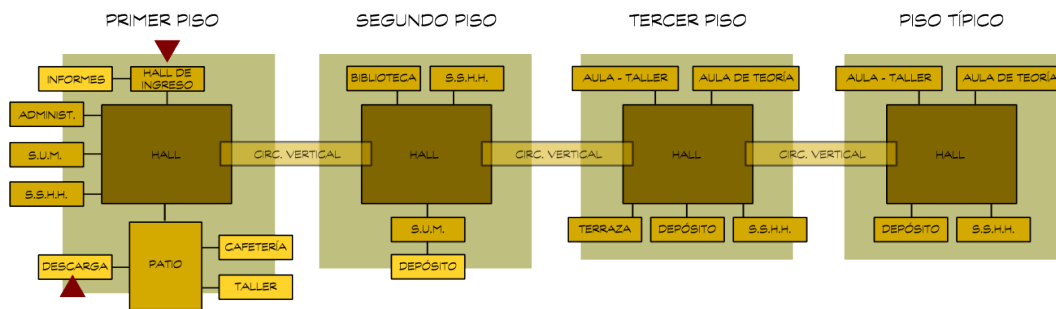 PRIMER PISO
INFORMES
HALL DE
INGRESO
ADMINIST.
S.U.M.
S.S.H.H.
HALL
PATIO
DESCARGA
CAFETERÍA
TALLER
CIRC. VERTICAL
SEGUNDO PISO
BIBLIOTECA
S.S.H.H.
HALL
S.U.M.
DEPÓSITO
CIRC. VERTICAL
TERCER PISO
AULA - TALLER
AULA DE TEORÍA
HALL
TERRAZA
DEPÓSITO
S.S.H.H.
CIRC. VERTICAL
PISO TÍPICO
AULA - TALLER
AULA DE TEORÍA
HALL
DEPÓSITO
S.S.H.H.